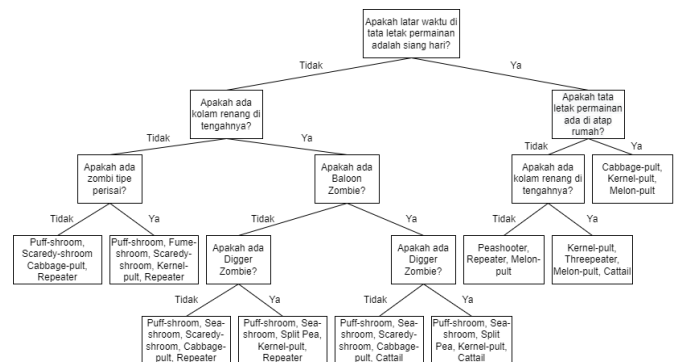 Apakah latar waktu di
tata letak permainan
adalah siang hari?
Tidak
Ya
Apakah ada
kolam renang di
tengahnya?
Apakah tata
letak permainan
ada di atap
rumah?
Tidak
Ya
Tidak
Ya
Apakah ada
zombi tipe
perisai?
Apakah ada
Baloon
Zombie?
Apakah ada
kolam renang di
tengahnya?
Cabbage-pult,
Kernel-pult,
Melon-pult
Tidak
Ya
Tidak
Ya
Tidak
Ya
Puff-shroom,
Scaredy-shroom
Cabbage-pult,
Repeater
Puff-shroom, Fume-
shroom, Scaredy-
shroom, Kernel-
pult, Repeater
Apakah ada
Digger
Zombie?
Apakah ada
Digger
Zombie?
Peashooter,
Repeater, Melon-
pult
Kernel-pult,
Threepeater,
Melon-pult, Cattail
Tidak
Ya
Tidak
Ya
Puff-shroom, Sea-
shroom, Scaredy-
shroom, Cabbage-
pult, Repeater
Puff-shroom, Sea-
shroom, Split Pea,
Kernel-pult,
Repeater
Puff-shroom, Sea-
shroom, Scaredy-
shroom, Cabbage-
pult, Cattail
Puff-shroom, Sea-
shroom, Split
Pea, Kernel-pult,
Cattail